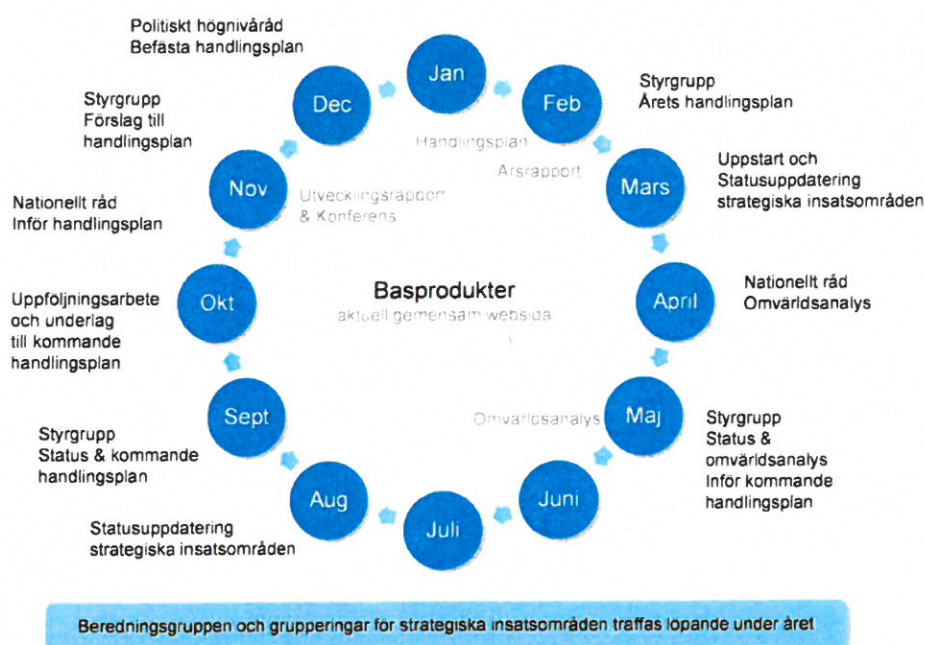 Politiskt högnivåråd
Befästa handlingsplan
Jan
Dec
Feb
Styrgrupp
Årets handlingsplan
Styrgrupp
Förslag till
handlingsplan
Handlingsplan
Årsrapport
Nov
Mars
Uppstart och
Statusuppdatering
strategiska insatsområden
Utvecklingsrapport
& Konferens
Nationellt råd
Inför handlingsplan
Okt
April
Basprodukter
aktuell gemensam websida
Nationellt råd
Omvärldsanalys
Uppföljningsarbete
och underlag
till kommande
handlingsplan
Sept
Maj
Omvärldsanalys
Styrgrupp
Status & kommande
handlingsplan
Styrgrupp
Status &
omvärldsanalys
Inför kommande
handlingsplan
Aug
Juli
Juni
Statusuppdatering
strategiska insatsområden
Beredningsgruppen och grupperingar för strategiska insatsområden träffas löpande under året